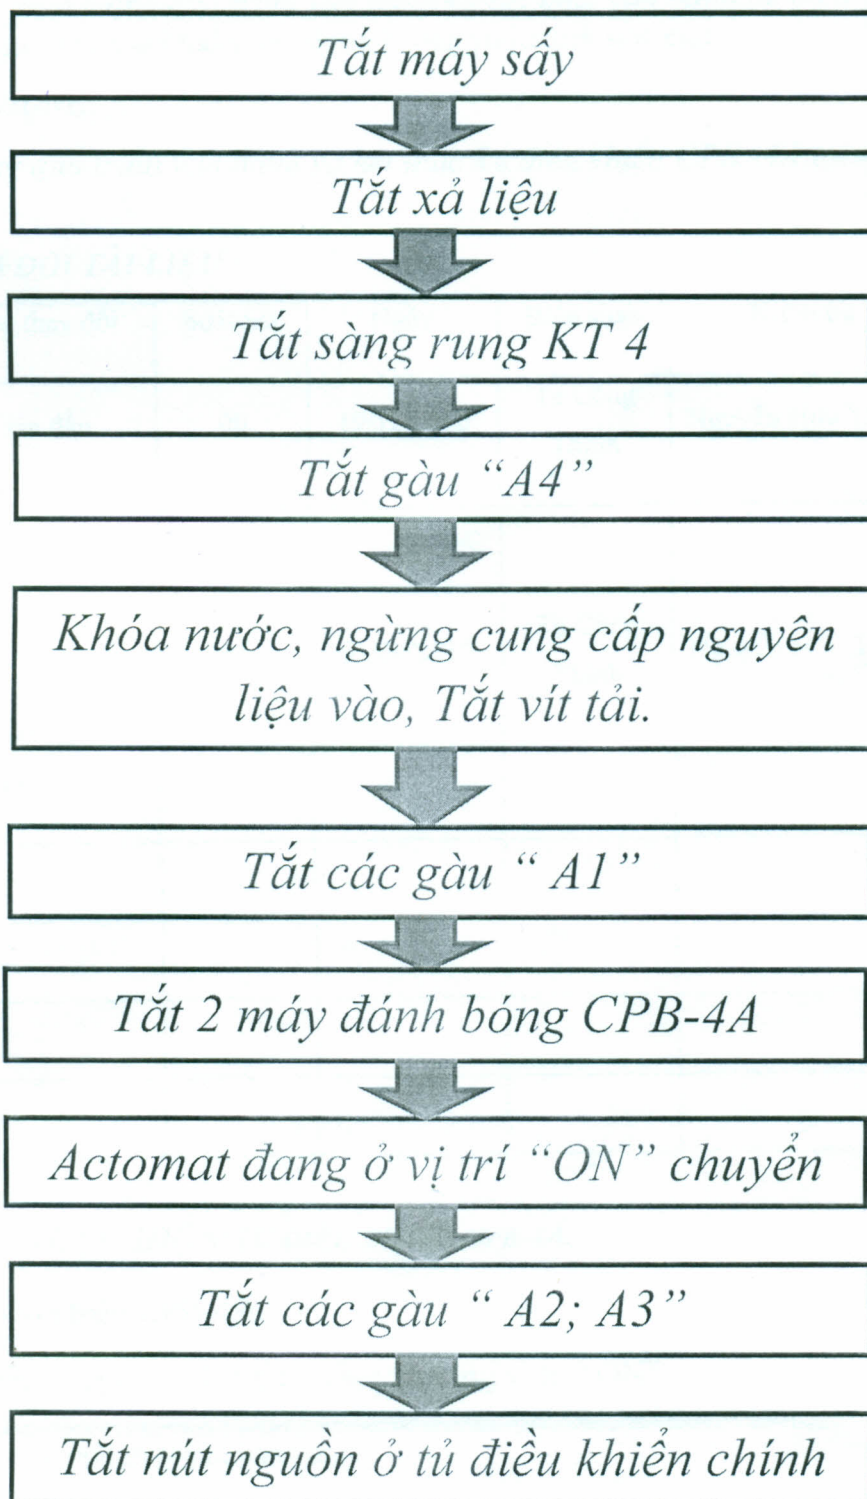 Tắt máy sấy
Tắt xả liệu
Tắt sàng rung KT 4
Tắt gàu “A4”
Khóa nước, ngừng cung cấp nguyên
liệu vào, Tắt vít tải.
Tắt các gàu “ A1”
Tắt 2 máy đánh bóng CPB-4A
Actomat đang ở vị trí “ON” chuyển
Tắt các gàu “ A2; A3”
Tắt nút nguồn ở tủ điều khiển chính